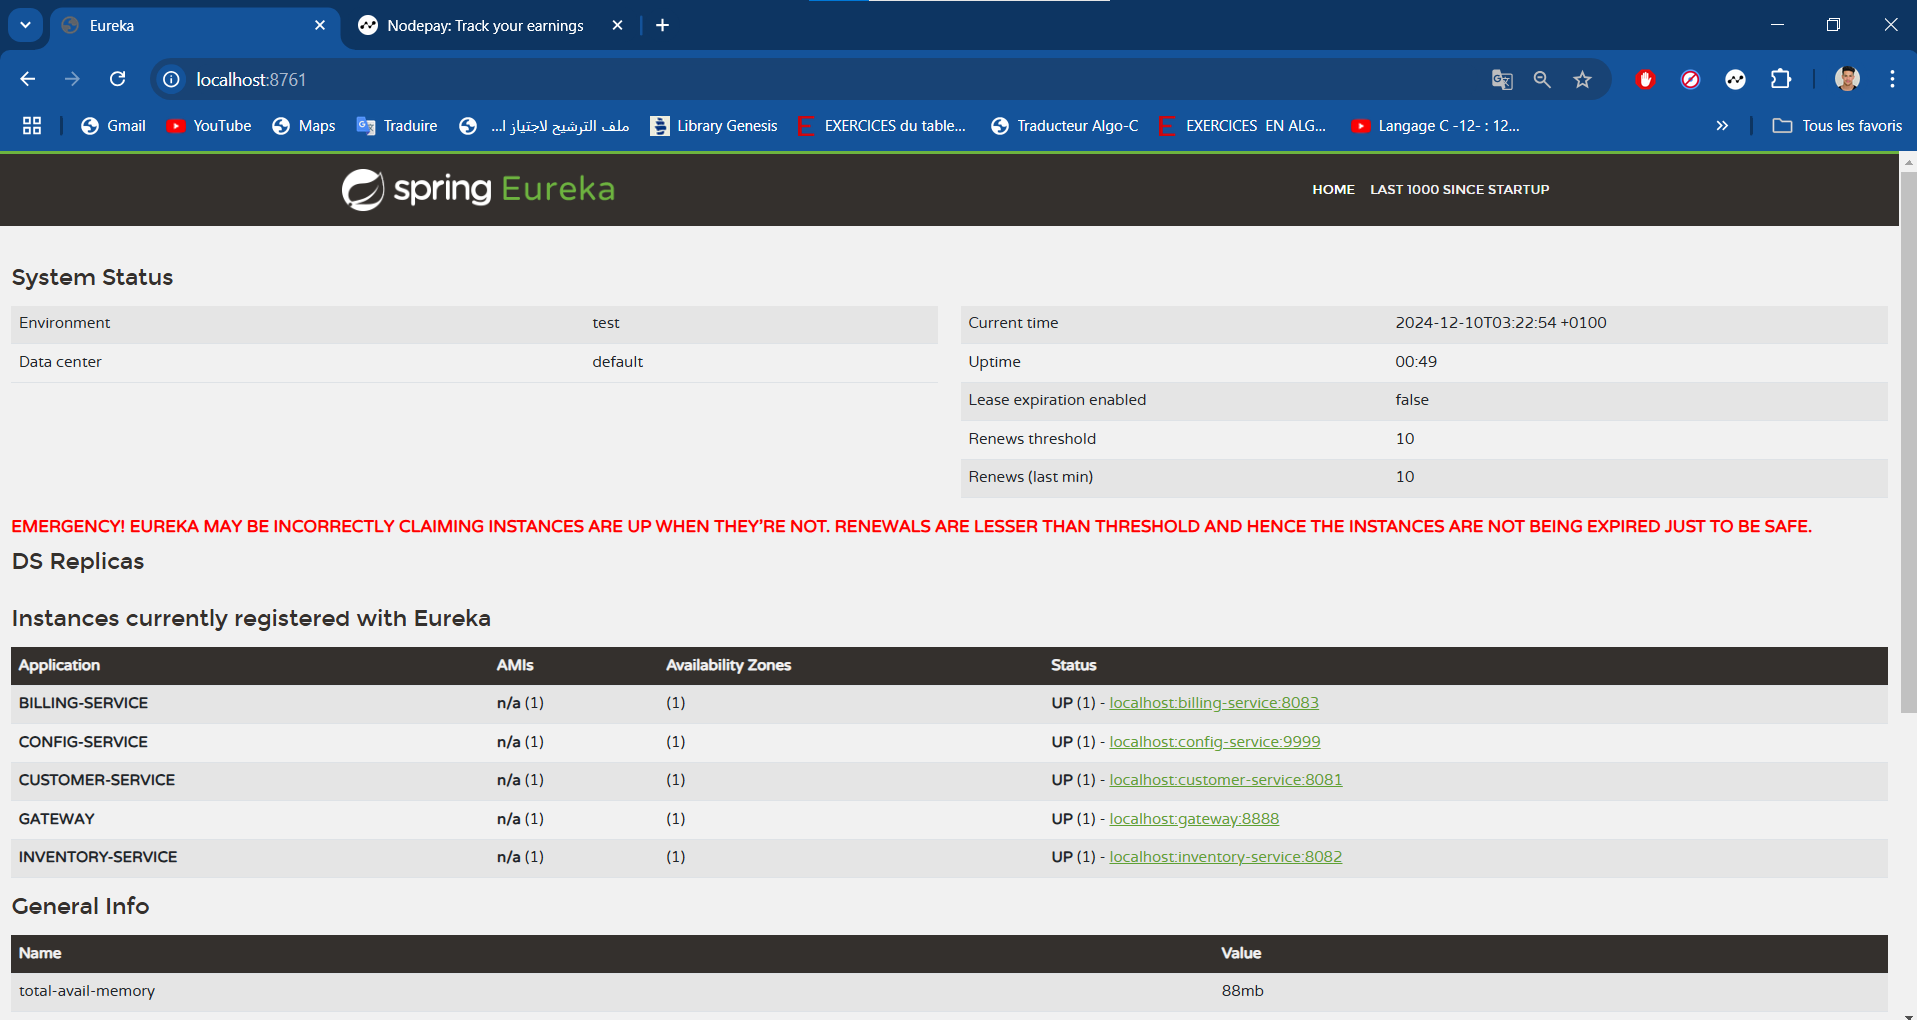 Eureka
Nodepay: Track your earnings
localhost:8761
Gmail
YouTube
Maps
Traduire
ملف الترشيح لاجتياز ا...
Library Genesis
EXERCICES du table...
Traducteur Algo-C
EXERCICES EN ALG...
Langage C -12- : 12...
Tous les favoris
spring Eureka
HOME
LAST 1000 SINCE STARTUP
System Status
Environment test
Data center default
Current time 2024-12-10T03:22:54 +0100
Uptime 00:49
Lease expiration enabled false
Renews threshold 10
Renews (last min) 10
EMERGENCY! EUREKA MAY BE INCORRECTLY CLAIMING INSTANCES ARE UP WHEN THEY'RE NOT. RENEWALS ARE LESSER THAN THRESHOLD AND HENCE THE INSTANCES ARE NOT BEING EXPIRED JUST TO BE SAFE.
DS Replicas
Instances currently registered with Eureka
Application AMIs Availability Zones Status
BILLING-SERVICE n/a (1) (1) UP (1) - localhost:billing-service:8083
CONFIG-SERVICE n/a (1) (1) UP (1) - localhost:config-service:9999
CUSTOMER-SERVICE n/a (1) (1) UP (1) - localhost:customer-service:8081
GATEWAY n/a (1) (1) UP (1) - localhost:gateway:8888
INVENTORY-SERVICE n/a (1) (1) UP (1) - localhost:inventory-service:8082
General Info
Name Value
total-avail-memory 88mb